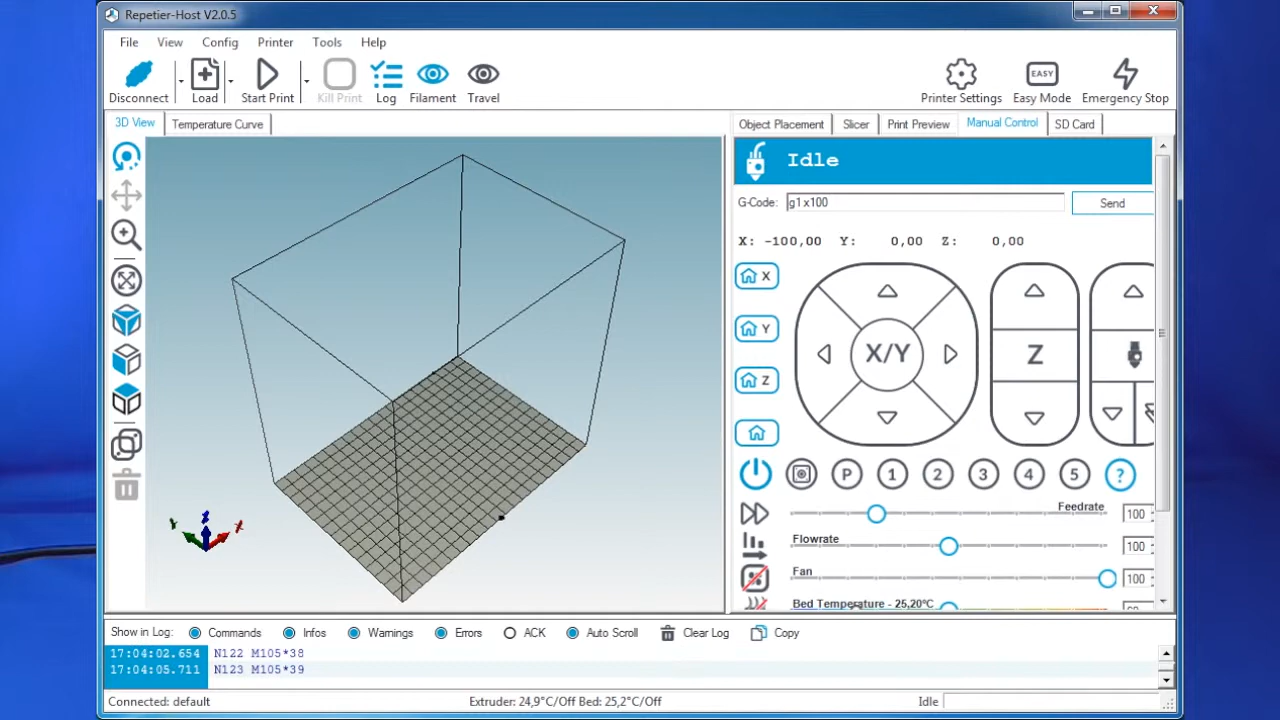 Repetier-Host V2.0.5
File View Config Printer Tools Help
Disconnect Load Start Print Kill Print Log Filament Travel Printer Settings Easy Mode Emergency Stop
EASY
3D View Temperature Curve Object Placement Slicer Print Preview Manual Control SD Card
Idle
G-Code: g1 x100 Send
X: -100,00 Y: 0,00 Z: 0,00
X
Y
X/Y Z
Z
P 1 2 3 4 5 ?
Feedrate 100
Flowrate 100
Fan 100
Bed Temperature - 25,20°C
Show in Log: Commands Infos Warnings Errors ACK Auto Scroll Clear Log Copy
17:04:02.654 N122 M105*38
17:04:05.711 N123 M105*39
Connected: default Extruder: 24,9°C/Off Bed: 25,2°C/Off Idle